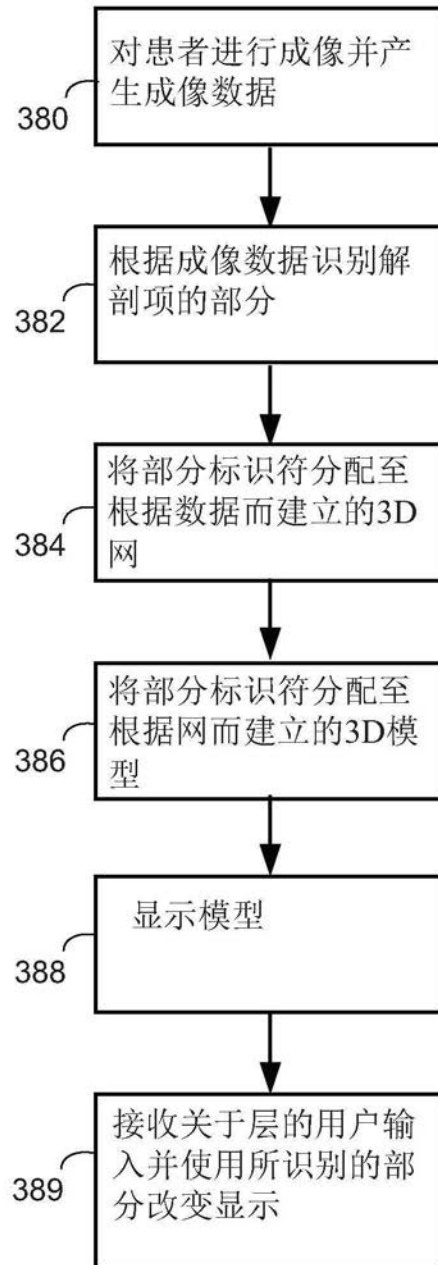 对患者进行成像并产
生成像数据
380
根据成像数据识别解
剖项的部分
382
将部分标识符分配至
根据数据而建立的3D
网
384
将部分标识符分配至
根据网而建立的3D模
型
386
显示模型
388
接收关于层的用户输
入并使用所识别的部
分改变显示
389